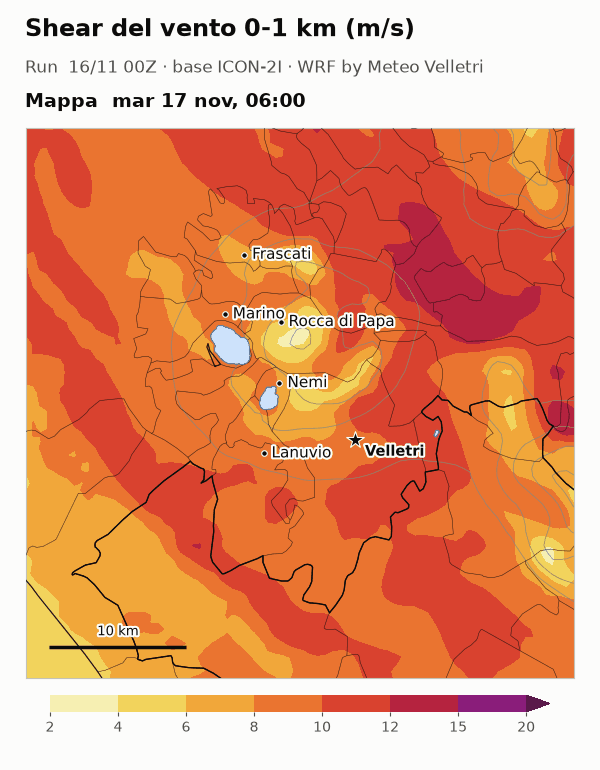 Shear del vento 0-1 km (m/s)
Run  16/11 00Z · base ICON-2I · WRF by Meteo Velletri
Mappa  mar 17 nov, 06:00
Frascati
Marino
Rocca di Papa
Nemi
Velletri
Lanuvio
10 km
2 4 6 8 10 12 15 20